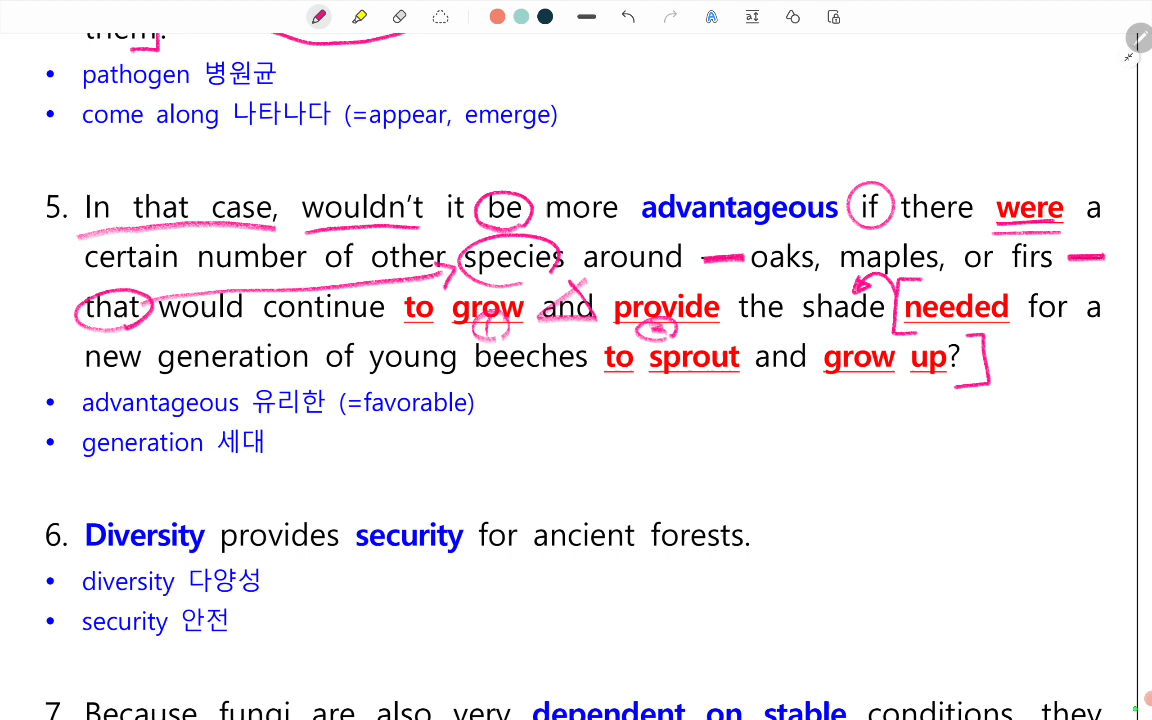 them?
• pathogen 병원균
• come along 나타나다 (=appear, emerge)
5. In that case, wouldn't it be more advantageous if there were a
certain number of other species around — oaks, maples, or firs —
that would continue to grow and provide the shade needed for a
new generation of young beeches to sprout and grow up?
• advantageous 유리한 (=favorable)
• generation 세대
6. Diversity provides security for ancient forests.
• diversity 다양성
• security 안전
7. Because fungi are also very dependent on stable conditions, they